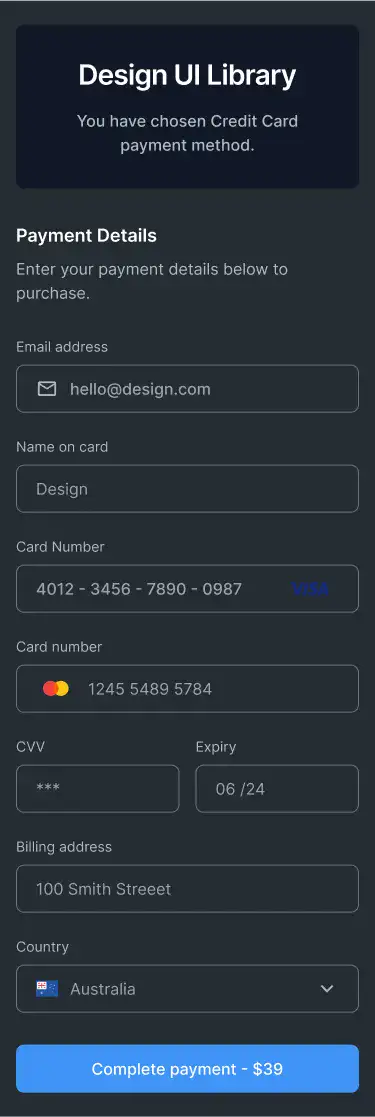 Design UI Library
You have chosen Credit Card
payment method.
Payment Details
Enter your payment details below to
purchase.
Email address
hello@design.com
Name on card
Design
Card Number
4012 - 3456 - 7890 - 0987 VISA
Card number
1245 5489 5784
CVV Expiry
*** 06 /24
Billing address
100 Smith Streeet
Country
Australia
Complete payment - $39